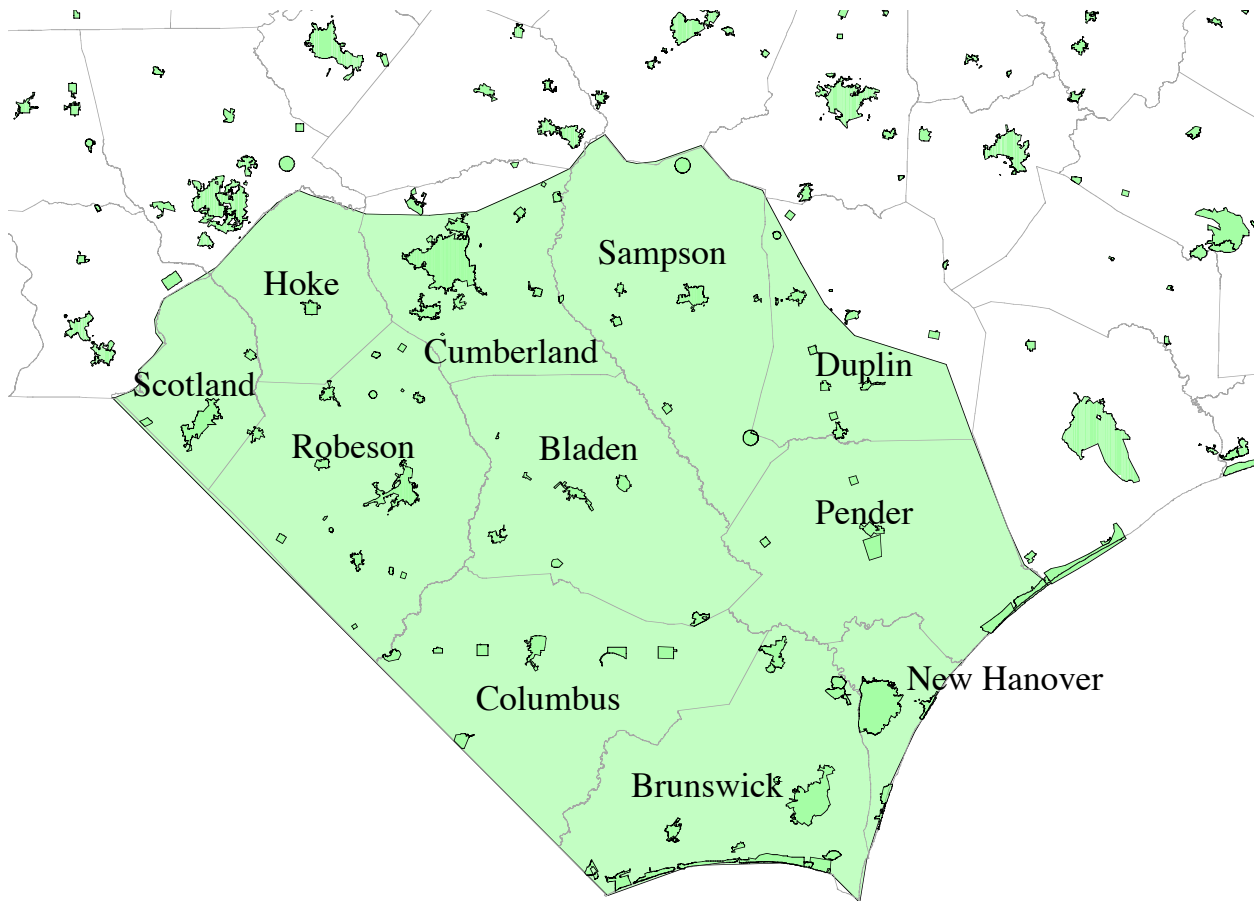 Sampson
Hoke
Cumberland
Duplin
Scotland
Robeson
Bladen
Pender
New Hanover
Columbus
Brunswick